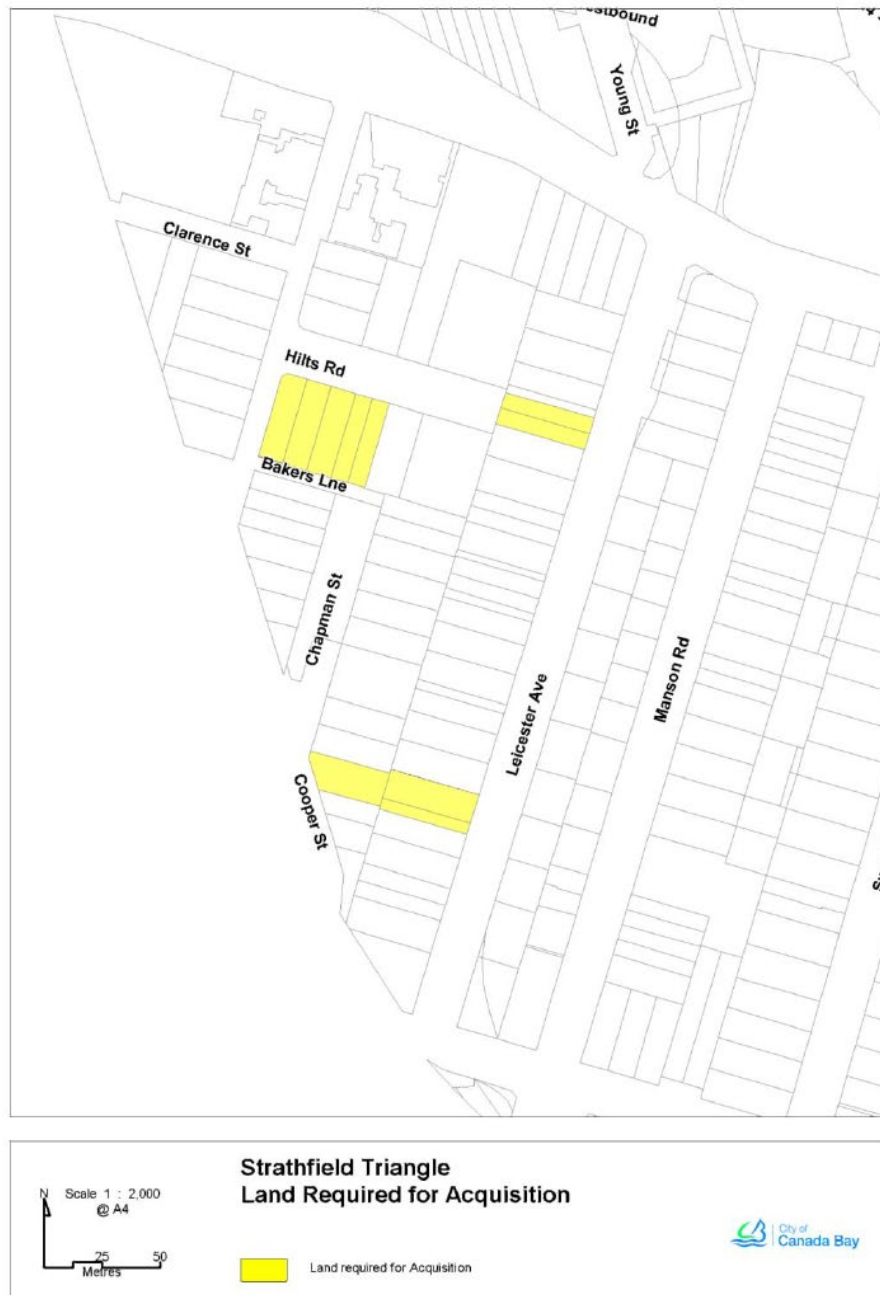 Young St
Clarence St
Hilts Rd
Bakers Lne
Chapman St
Leicester Ave
Manson Rd
Cooper St
Strathfield Triangle
Land Required for Acquisition
N
Scale 1 : 2,000
@ A4
25 50
Metres
Land required for Acquisition
City of
Canada Bay